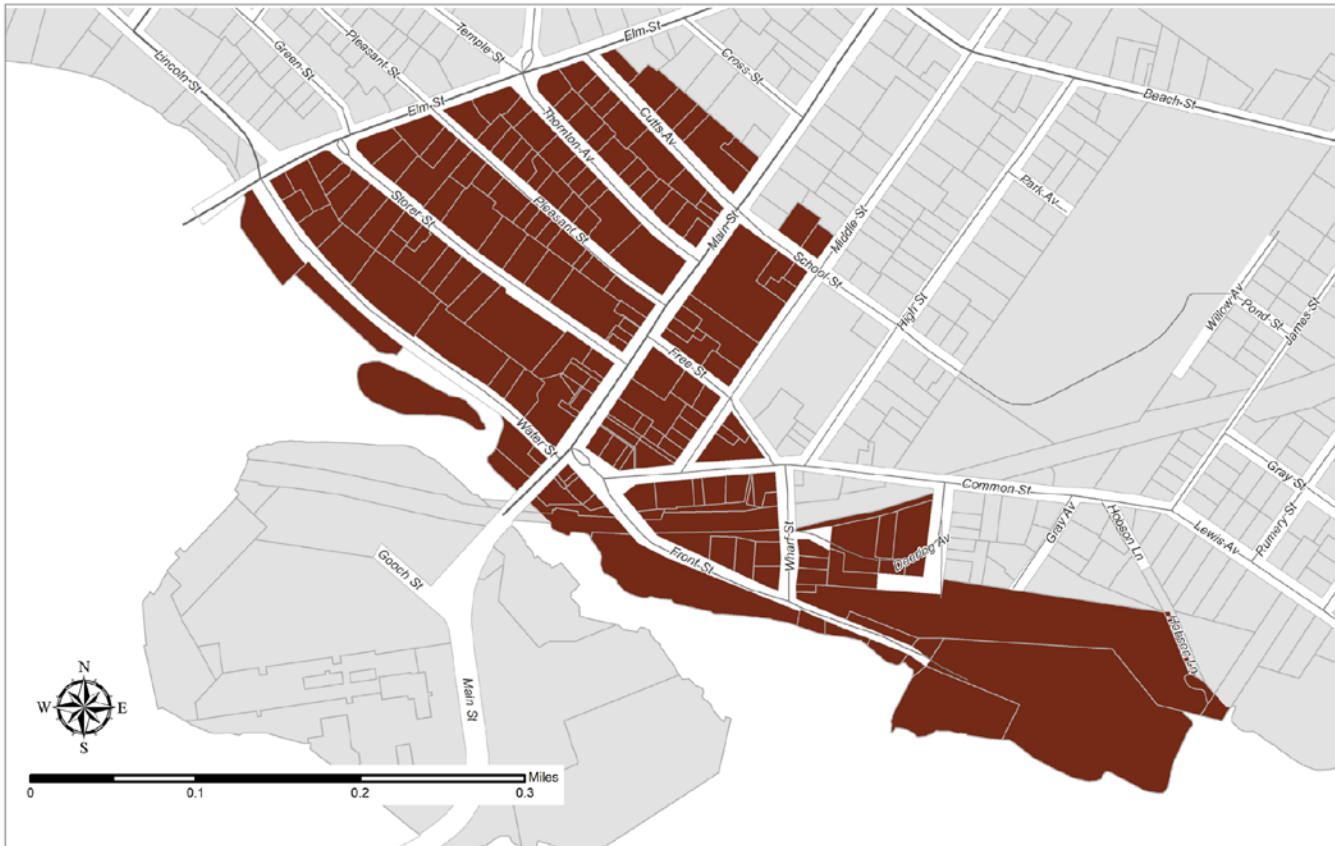 Elm St
Temple St
Pleasant St
Green St
Lincoln St
Cross St
Elm St
Beach St
Thornton Av
Cutts Av
Park Av
Storer St
Pleasant St
Main St
Middle St
School St
High St
Willow Av
Pond St
James St
Free St
Water St
Gray St
Common St
Rumery St
Gray Av
Hobson Ln
Lewis Av
Wharf St
Deering Av
Front St
Gooch St
Hobson Ln
Main St
N
W E
S
Miles
0 0.1 0.2 0.3